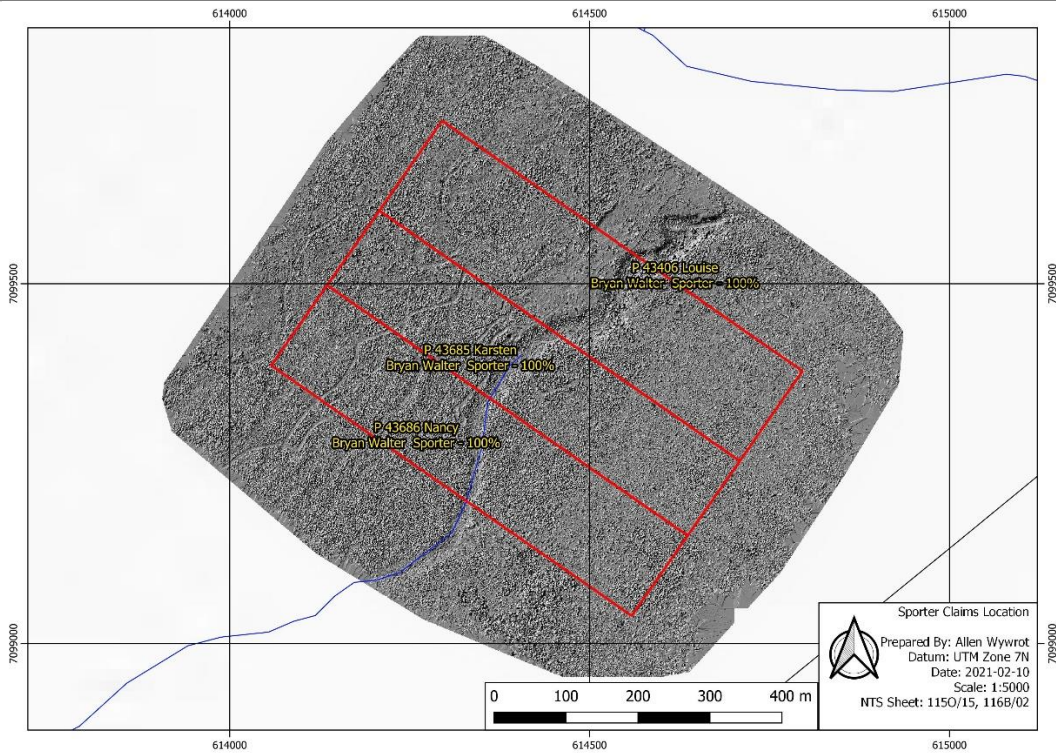 614000
614500
615000
7099500
7099500
P 43406 Louise
Bryan Walter Sporter - 100%
P 43685 Karsten
Bryan Walter Sporter - 100%
P 43686 Nancy
Bryan Walter Sporter - 100%
7099000
7099000
Sporter Claims Location
Prepared By: Allen Wywrot
Datum: UTM Zone 7N
Date: 2021-02-10
Scale: 1:5000
NTS Sheet: 115O/15, 116B/02
0 100 200 300 400 m
614000
614500
615000